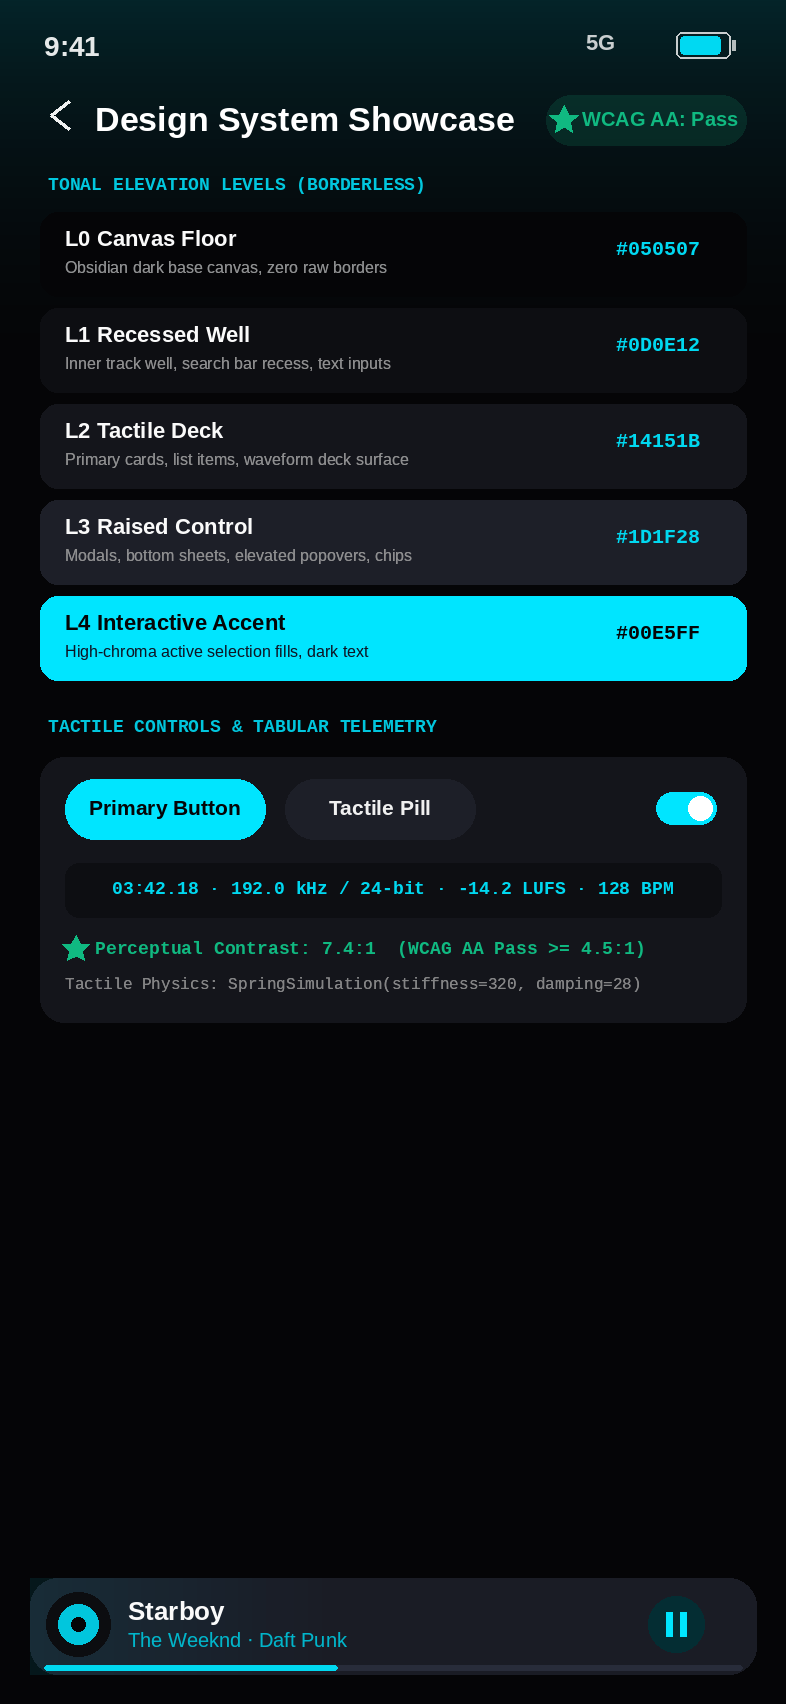 9:41
5G
Design System Showcase
WCAG AA: Pass
TONAL ELEVATION LEVELS (BORDERLESS)
L0 Canvas Floor
Obsidian dark base canvas, zero raw borders
#050507
L1 Recessed Well
Inner track well, search bar recess, text inputs
#0D0E12
L2 Tactile Deck
Primary cards, list items, waveform deck surface
#14151B
L3 Raised Control
Modals, bottom sheets, elevated popovers, chips
#1D1F28
L4 Interactive Accent
High-chroma active selection fills, dark text
#00E5FF
TACTILE CONTROLS & TABULAR TELEMETRY
Primary Button
Tactile Pill
03:42.18 · 192.0 kHz / 24-bit · -14.2 LUFS · 128 BPM
Perceptual Contrast: 7.4:1  (WCAG AA Pass >= 4.5:1)
Tactile Physics: SpringSimulation(stiffness=320, damping=28)
Starboy
The Weeknd · Daft Punk